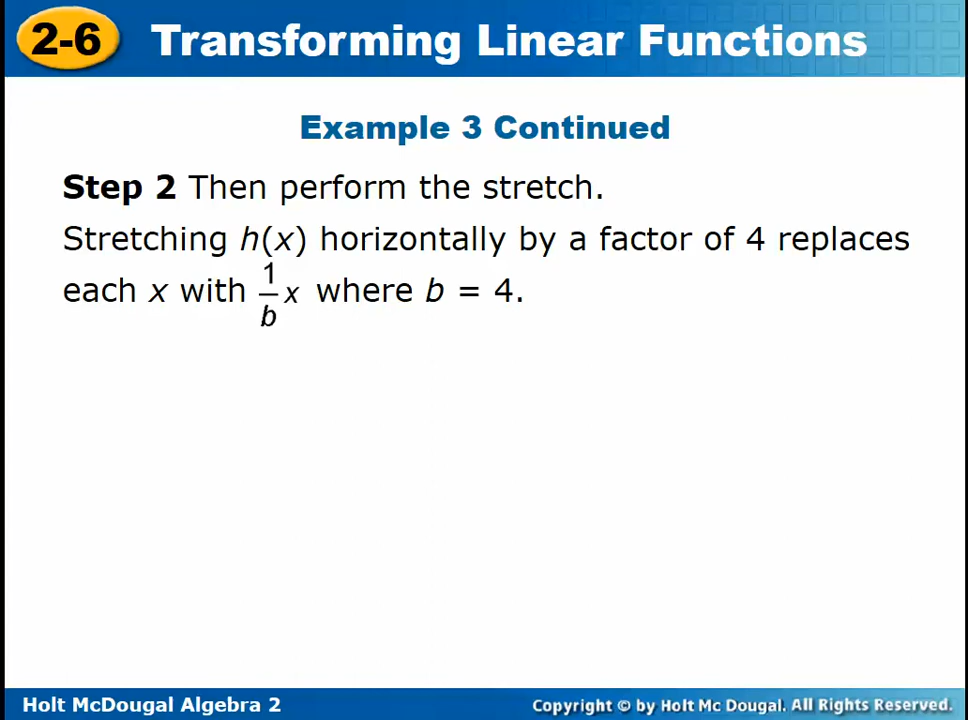 2-6 Transforming Linear Functions
Example 3 Continued
Step 2 Then perform the stretch.
Stretching h(x) horizontally by a factor of 4 replaces
each x with 1/b x where b = 4.
Holt McDougal Algebra 2 Copyright © by Holt Mc Dougal. All Rights Reserved.